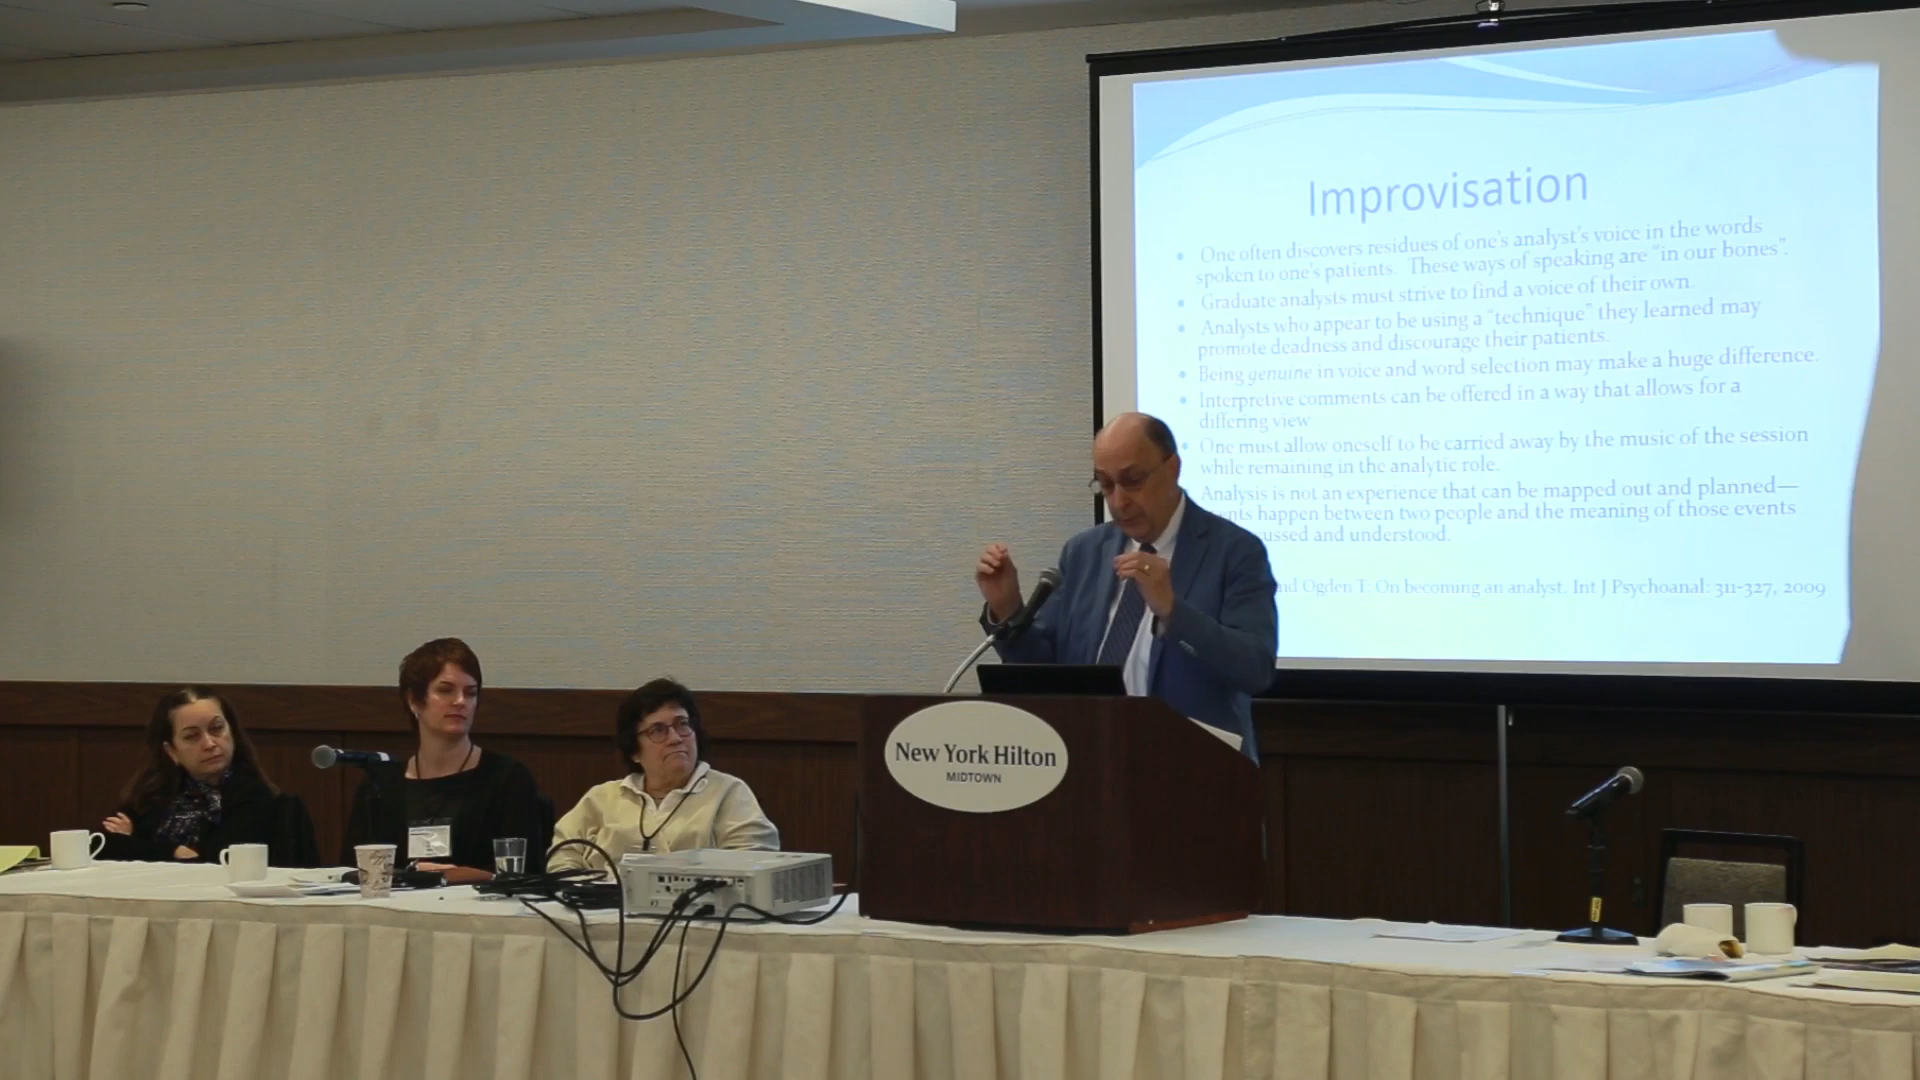 Improvisation
One often discovers residues of one's analyst's voice in the words
spoken to one's patients. These ways of speaking are "in our bones".
Graduate analysts must strive to find a voice of their own.
Analysts who appear to be using a "technique" they learned may
promote deadness and discourage their patients.
Being genuine in voice and word selection may make a huge difference.
Interpretive comments can be offered in a way that allows for a
differing view
One must allow oneself to be carried away by the music of the session
while remaining in the analytic role.
Analysis is not an experience that can be mapped out and planned—
happen between two people and the meaning of those events
and understood.
Ogden T: On becoming an analyst. Int J Psychoanal: 311-327, 2009
New York Hilton
MIDTOWN